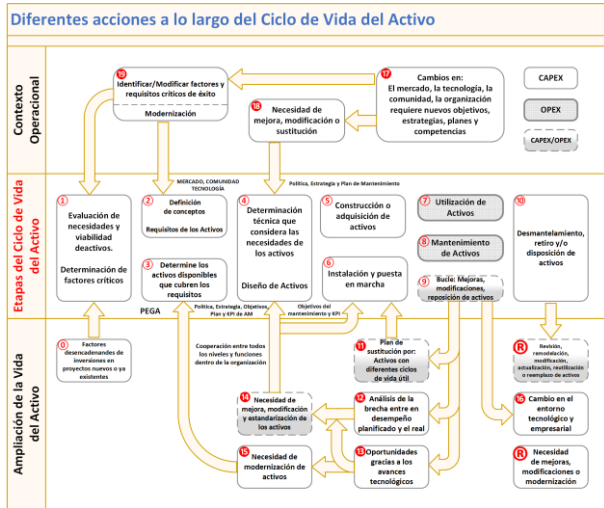 Diferentes acciones a lo largo del Ciclo de Vida del Activo
Contexto
Operacional
19
Identificar/Modificar factores y
requisitos críticos de éxito
Modernización
18
Necesidad de
mejora, modificación o
sustitución
17
Cambios en:
El mercado, la tecnología, la
comunidad, la organización
requiere nuevos objetivos,
estrategias, planes y
competencias
CAPEX
OPEX
CAPEX/OPEX
MERCADO, COMUNIDAD
TECNOLOGÍA
Política, Estrategia y Plan de Mantenimiento
Etapas del Ciclo de Vida
del Activo
1
Evaluación de
necesidades y
viabilidad
deactivos.
Determinación de
factores críticos
2
Definición
de conceptos
Requisitos de los Activos
3
Determine los
activos disponibles
que cubren los
requisitos
4
Determinación
técnica que
considera las
necesidades de
los activos
Diseño de Activos
5
Construcción o
adquisición de
activos
6
Instalación y puesta
en marcha
7
Utilización de
Activos
8
Mantenimiento
de Activos
9
Bucle: Mejoras,
modificaciones,
reposición de activos
10
Desmantelamiento,
retiro y/o
disposición de
activos
PEGA
Política, Estrategia, Objetivos,
Plan y KPI de AM
Objetivos del
mantenimiento y KPI
Ampliación de la Vida
del Activo
0
Factores
desencadenandes de
inversiones en
proyectos nuevos o ya
existentes
Cooperación entre todos
los niveles y funciones
dentro de la organización
11
Plan de
sustitución por:
Activos con
diferentes ciclos
de vida útil
R
Revisión,
remodelación,
modificación,
actualización, reutilización
o reemplazo de activos
14
Necesidad de
mejora, modificación
y estandarización de
los activos
12
Análisis de la
brecha entre en
desempeño
planificado y el real
16
Cambio en el
entorno
tecnológico y
empresarial
15
Necesidad de
modernización de
activos
13
Oportunidades
gracias a los
avances
tecnológicos
R
Necesidad
de mejoras,
modificaciones o
modernización